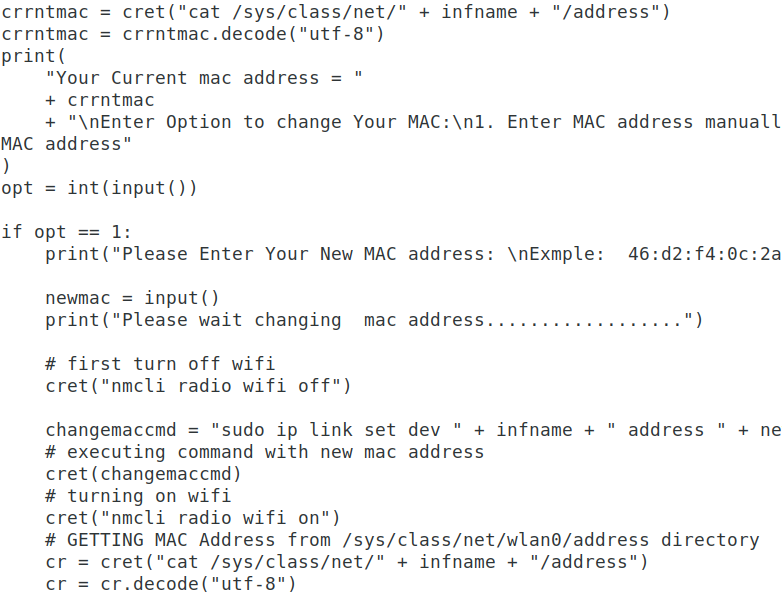 crrntmac = cret("cat /sys/class/net/" + infname + "/address")
crrntmac = crrntmac.decode("utf-8")
print(
    "Your Current mac address = "
    + crrntmac
    + "\nEnter Option to change Your MAC:\n1. Enter MAC address manuall
MAC address"
)
opt = int(input())

if opt == 1:
    print("Please Enter Your New MAC address: \nExmple:  46:d2:f4:0c:2a

    newmac = input()
    print("Please wait changing  mac address..................")

    # first turn off wifi
    cret("nmcli radio wifi off")

    changemaccmd = "sudo ip link set dev " + infname + " address " + ne
    # executing command with new mac address
    cret(changemaccmd)
    # turning on wifi
    cret("nmcli radio wifi on")
    # GETTING MAC Address from /sys/class/net/wlan0/address directory
    cr = cret("cat /sys/class/net/" + infname + "/address")
    cr = cr.decode("utf-8")